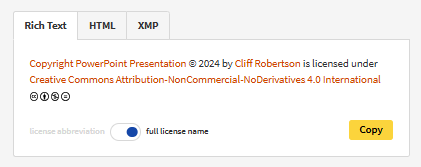 Rich Text HTML XMP
Copyright PowerPoint Presentation © 2024 by Cliff Robertson is licensed under
Creative Commons Attribution-NonCommercial-NoDerivatives 4.0 International
license abbreviation full license name Copy